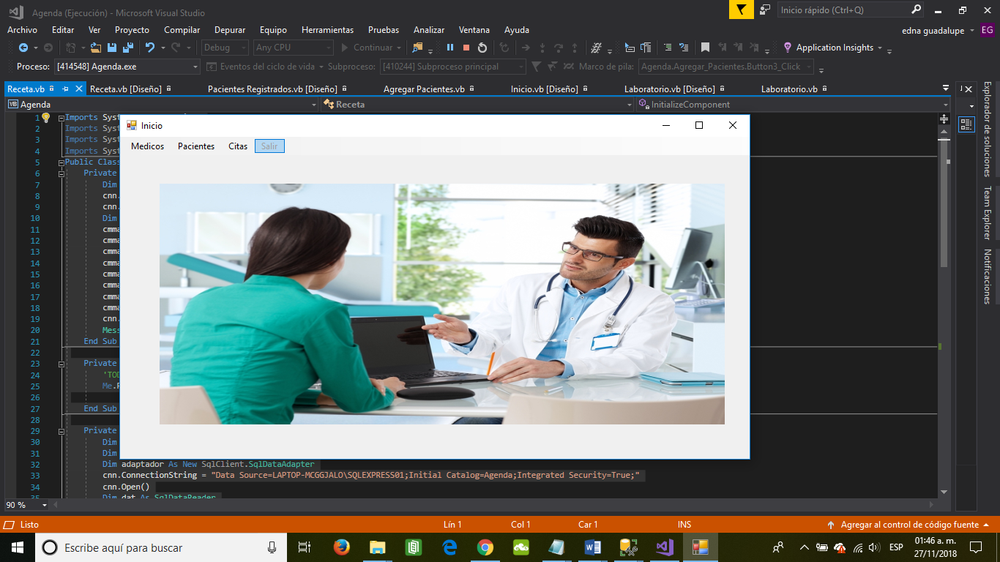 Agenda (Ejecución) - Microsoft Visual Studio
Inicio rápido (Ctrl+Q)
Archivo Editar Ver Proyecto Compilar Depurar Equipo Herramientas Pruebas Analizar Ventana Ayuda
edna guadalupe EG
Debug Any CPU Continuar Application Insights
Proceso: [414548] Agenda.exe Eventos del ciclo de vida Subproceso: [410244] Subproceso principal Marco de pila: Agenda.Agregar_Pacientes.Button3_Click
Receta.vb Receta.vb [Diseño] Pacientes Registrados.vb [Diseño] Agregar Pacientes.vb Inicio.vb [Diseño] Laboratorio.vb [Diseño] Laboratorio.vb
VB Agenda Receta InitializeComponent
Explorador de soluciones
Team Explorer
Notificaciones
Inicio
Medicos Pacientes Citas Salir
1 Imports Syst
2 Imports Syst
3 Imports Syst
4 Imports Syst
5 Public Class
6 Private
7 Dim
8 cnn.
9 cnn.
10 Dim
11 cmma
12 cmma
13 cmma
14 cmma
15 cmma
16 cmma
17 cmma
18 cmma
19 cnn.
20 Mess
21 End Sub
22
23 Private
24 'TOD
25 Me.P
26
27 End Sub
28
29 Private
30 Dim
31 Dim
32 Dim adaptador As New SqlClient.SqlDataAdapter
33 cnn.ConnectionString = "Data Source=LAPTOP-MCGGJALO\SQLEXPRESS01;Initial Catalog=Agenda;Integrated Security=True;"
34 cnn.Open()
35 Dim dat As SqlDataReader
90 %
Listo Lín 1 Col 1 Car 1 INS Agregar al control de código fuente
Escribe aquí para buscar
ESP
01:46 a. m.
27/11/2018